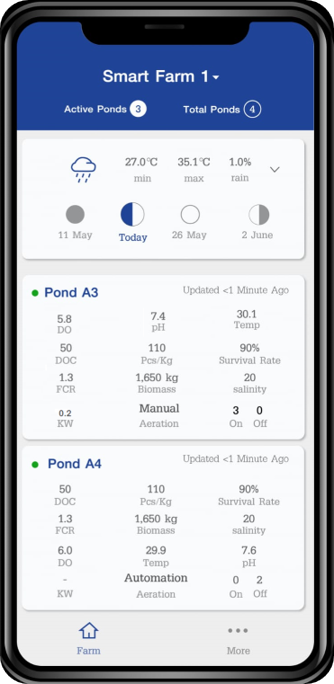 Smart Farm 1
Active Ponds 3 Total Ponds 4
27.0°C 35.1°C 1.0%
min max rain
11 May Today 26 May 2 June
Pond A3 Updated <1 Minute Ago
5.8 7.4 30.1
DO pH Temp
50 110 90%
DOC Pcs/Kg Survival Rate
1.3 1,650 kg 20
FCR Biomass salinity
0.2 Manual 3 0
KW Aeration On Off
Pond A4 Updated <1 Minute Ago
50 110 90%
DOC Pcs/Kg Survival Rate
1.3 1,650 kg 20
FCR Biomass salinity
6.0 29.9 7.6
DO Temp pH
- Automation 0 2
KW Aeration On Off
Farm More